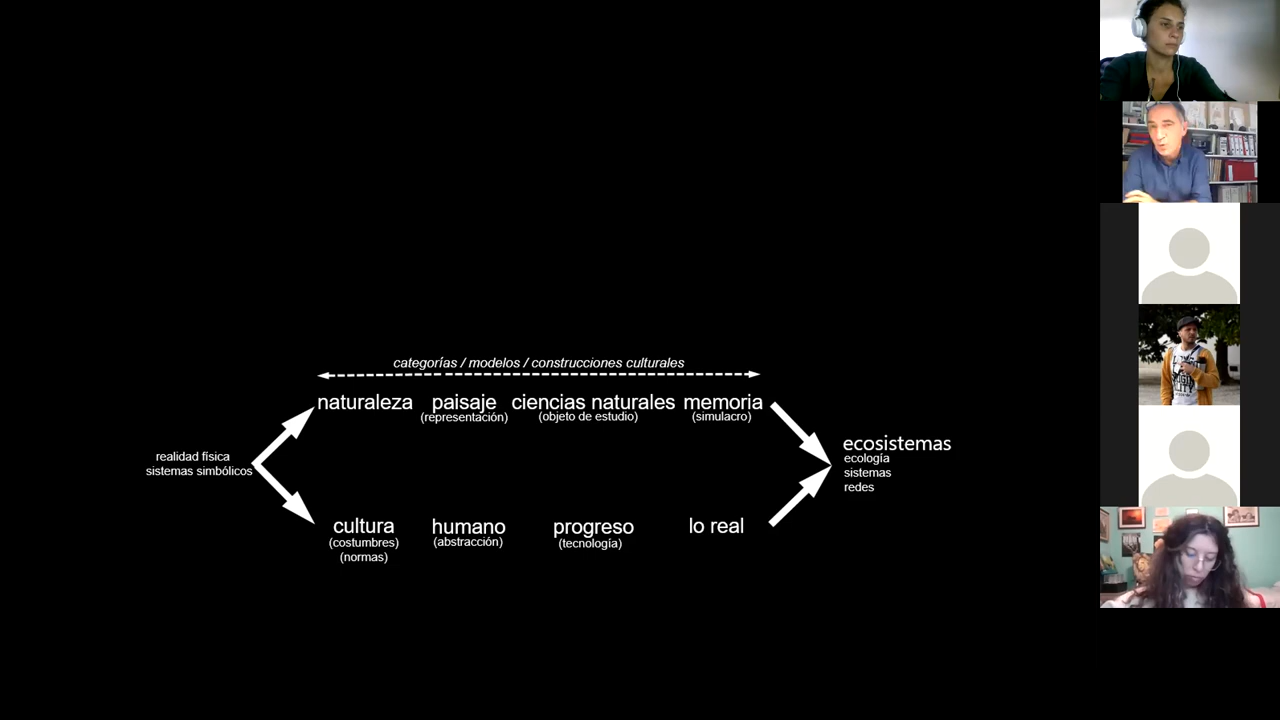 categorías / modelos / construcciones culturales
naturaleza paisaje ciencias naturales memoria
(representación) (objeto de estudio) (simulacro)
realidad física
sistemas simbólicos
ecosistemas
ecología
sistemas
redes
cultura humano progreso lo real
(costumbres) (abstracción) (tecnología)
(normas)